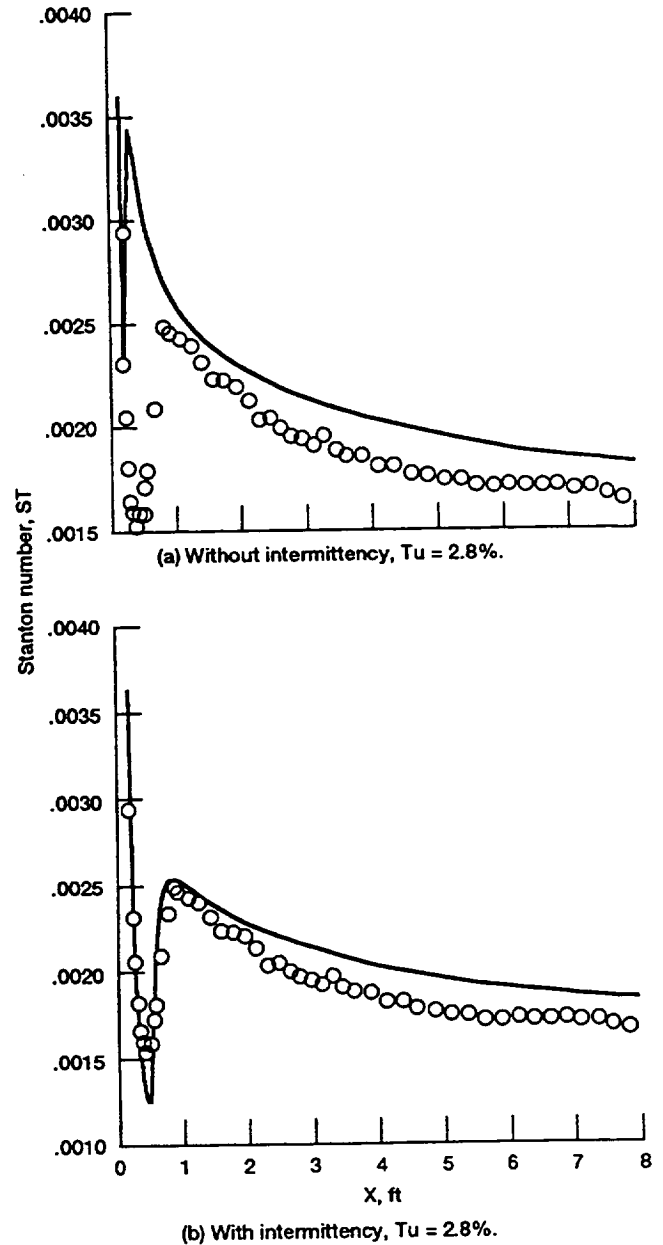 .0040
.0035
.0030
.0025
.0020
.0015
(a) Without intermittency, Tu = 2.8%.
Stanton number, ST
.0040
.0035
.0030
.0025
.0020
.0015
.0010
0 1 2 3 4 5 6 7 8
X, ft
(b) With intermittency, Tu = 2.8%.